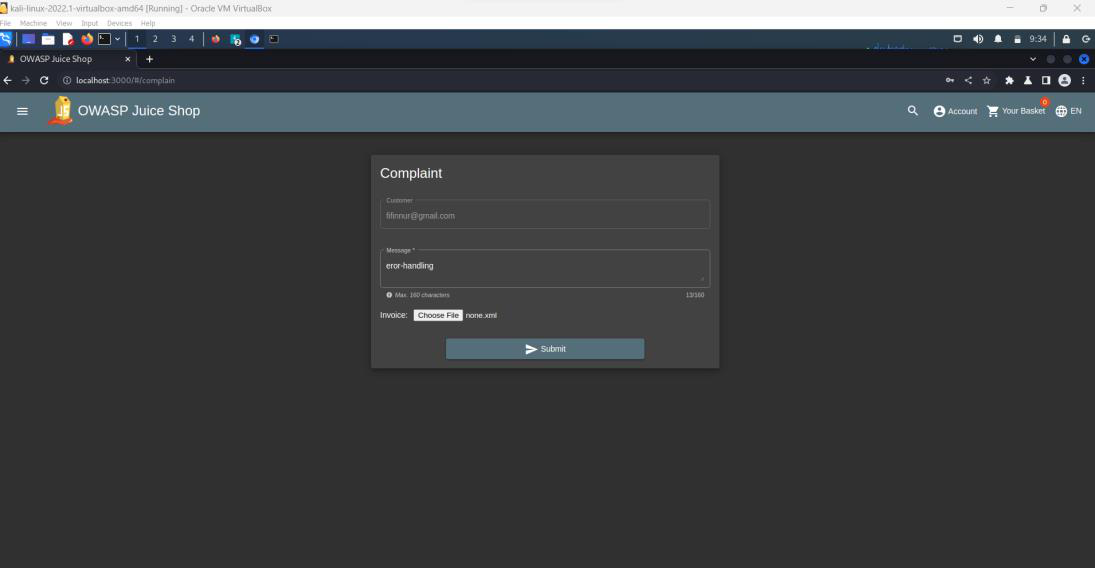 kali-linux-2022.1-virtualbox-amd64 [Running] - Oracle VM VirtualBox
File Machine View Input Devices Help
1 2 3 4 9:34
OWASP Juice Shop
localhost:3000/#/complain
OWASP Juice Shop Account 0 Your Basket EN
Complaint
Customer
fifinnur@gmail.com
Message *
eror-handling
Max. 160 characters 13/160
Invoice: Choose File none.xml
Submit